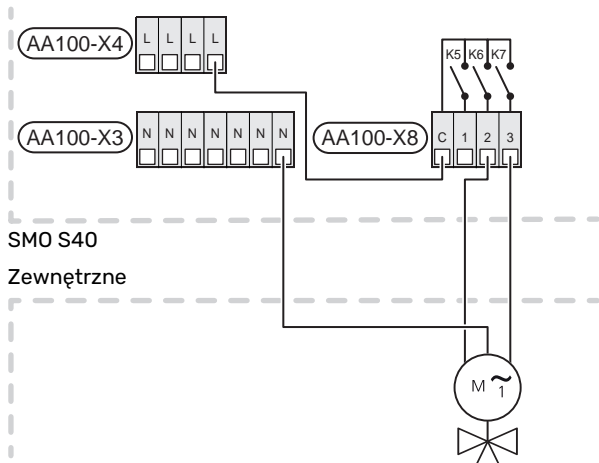 AA100-X4
L L L L
K5 K6 K7
AA100-X3
N N N N N N N
AA100-X8
C 1 2 3
SMO S40
Zewnętrzne
M ~
1